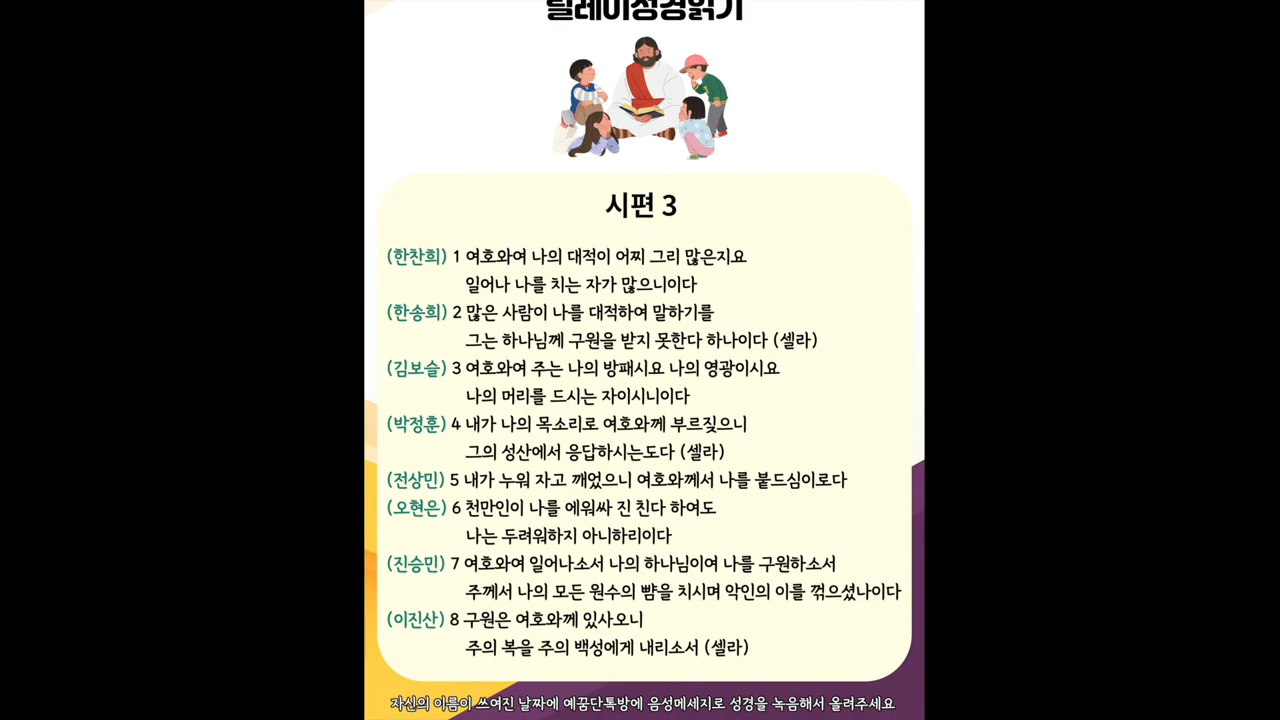 릴레이성경읽기
시편 3
(한찬희) 1 여호와여 나의 대적이 어찌 그리 많은지요
일어나 나를 치는 자가 많으니이다
(한송희) 2 많은 사람이 나를 대적하여 말하기를
그는 하나님께 구원을 받지 못한다 하나이다 (셀라)
(김보슬) 3 여호와여 주는 나의 방패시요 나의 영광이시요
나의 머리를 드시는 자이시니이다
(박정훈) 4 내가 나의 목소리로 여호와께 부르짖으니
그의 성산에서 응답하시는도다 (셀라)
(전상민) 5 내가 누워 자고 깨었으니 여호와께서 나를 붙드심이로다
(오현은) 6 천만인이 나를 에워싸 진 친다 하여도
나는 두려워하지 아니하리이다
(진승민) 7 여호와여 일어나소서 나의 하나님이여 나를 구원하소서
주께서 나의 모든 원수의 뺨을 치시며 악인의 이를 꺾으셨나이다
(이진산) 8 구원은 여호와께 있사오니
주의 복을 주의 백성에게 내리소서 (셀라)
자신의 이름이 쓰여진 날짜에 예꿈단톡방에 음성메세지로 성경을 녹음해서 올려주세요